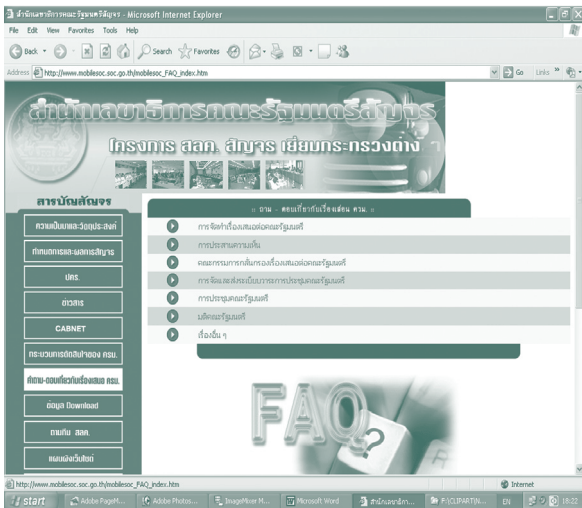 สำนักเลขาธิการคณะรัฐมนตรีสัญจร - Microsoft Internet Explorer
File Edit View Favorites Tools Help
Back Search Favorites
Address http://www.mobilesoc.soc.go.th/mobilesoc_FAQ_index.htm Go Links
สำนักเลขาธิการคณะรัฐมนตรีสัญจร
โครงการ สลค. สัญจร เยี่ยมกระทรวงต่าง ๆ
สารบัญสัญจร
:: ถาม - ตอบเกี่ยวกับเรื่องเสนอ ครม. ::
ความเป็นมาและวัตถุประสงค์
การจัดทำเรื่องเสนอต่อคณะรัฐมนตรี
การประสานความเห็น
กำหนดการและผลการสัญจร
คณะกรรมการกลั่นกรองเรื่องเสนอต่อคณะรัฐมนตรี
ปคร.
การจัดและส่งระเบียบวาระการประชุมคณะรัฐมนตรี
ข่าวสาร
การประชุมคณะรัฐมนตรี
มติคณะรัฐมนตรี
CABNET
เรื่องอื่น ๆ
กระบวนการตัดสินใจของ ครม.
คำถาม-ตอบเกี่ยวกับเรื่องเสนอ ครม.
ข้อมูล Download
ถามทีม สลค.
แผนผังเว็บไซต์
FAQ
?
http://www.mobilesoc.soc.go.th/mobilesoc_FAQ_index.htm Internet
start Adobe PageM... Adobe Photos... ImageMixer M... Microsoft Word สำนักเลขาธิกา... F:\CLIPART\N... EN 18:22